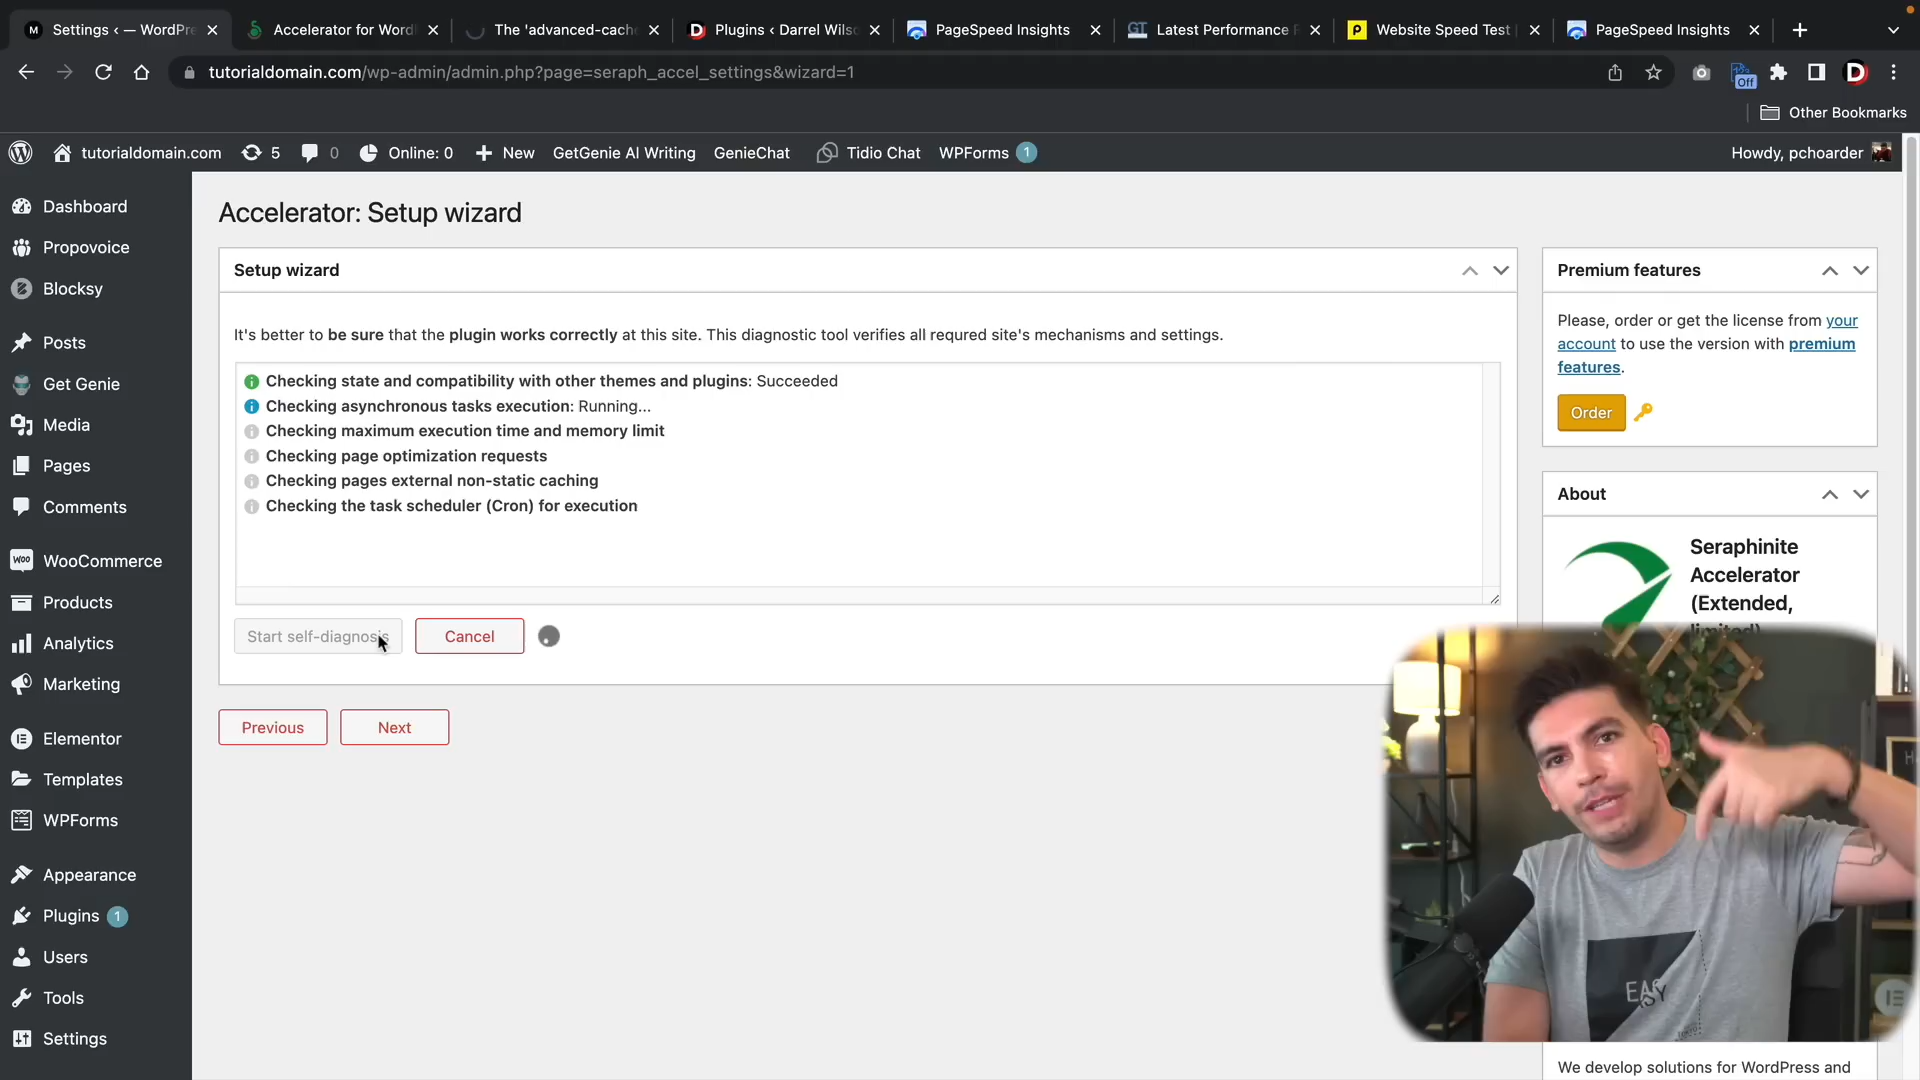 Settings ‹ — WordPre
Accelerator for Word
The 'advanced-cache
Plugins ‹ Darrel Wilso
PageSpeed Insights
GT
Latest Performance R
Website Speed Test |
PageSpeed Insights
tutorialdomain.com/wp-admin/admin.php?page=seraph_accel_settings&wizard=1
Off
Other Bookmarks
tutorialdomain.com
5
0
Online: 0
New
GetGenie AI Writing
GenieChat
Tidio Chat
WPForms 1
Howdy, pchoarder
Dashboard
Propovoice
Blocksy
Posts
Get Genie
Media
Pages
Comments
WooCommerce
Products
Analytics
Marketing
Elementor
Templates
WPForms
Appearance
Plugins 1
Users
Tools
Settings
Accelerator: Setup wizard
Setup wizard
It's better to be sure that the plugin works correctly at this site. This diagnostic tool verifies all requred site's mechanisms and settings.
Checking state and compatibility with other themes and plugins: Succeeded
Checking asynchronous tasks execution: Running...
Checking maximum execution time and memory limit
Checking page optimization requests
Checking pages external non-static caching
Checking the task scheduler (Cron) for execution
Start self-diagnosis
Cancel
Previous
Next
Premium features
Please, order or get the license from your
account to use the version with premium
features.
Order
About
Seraphinite
Accelerator
(Extended,
limited)
EASY
We develop solutions for WordPress and